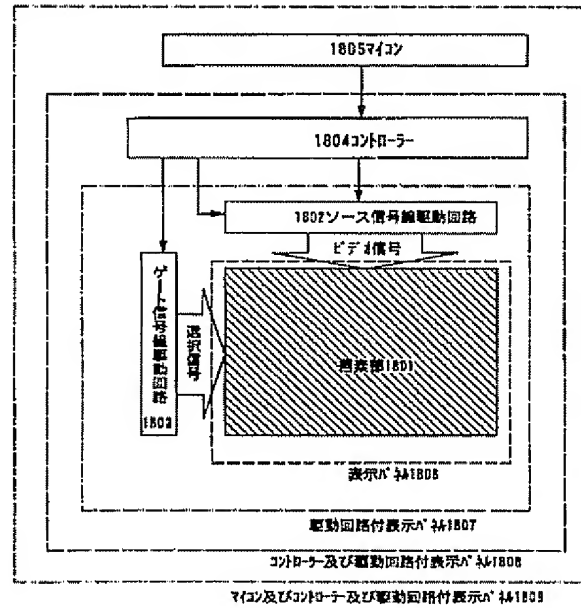 1805マイコン
1804コントローラー
1802ソース信号線駆動回路
ビデオ信号
ゲート信号線駆動回路
1803
選択信号
画素部1801
表示パネル1806
駆動回路付表示パネル1807
コントローラー及び駆動回路付表示パネル1808
マイコン及びコントローラー及び駆動回路付表示パネル1809